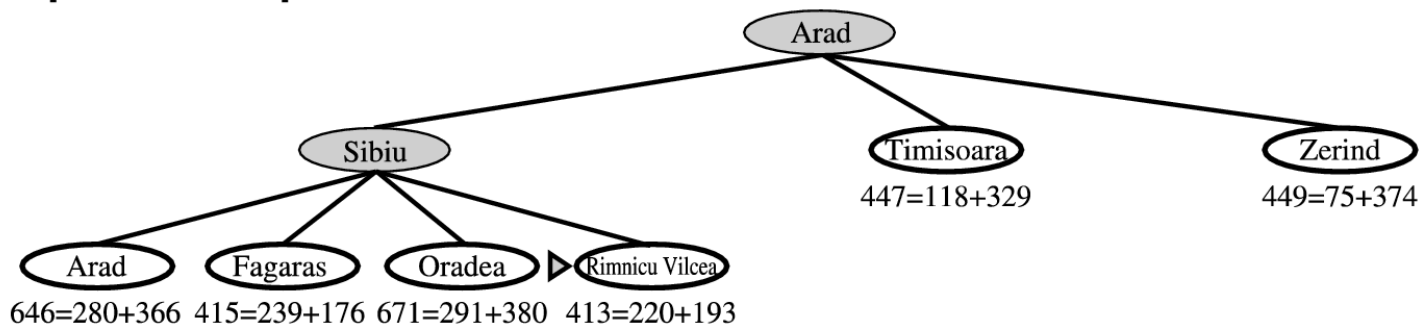 Arad
Sibiu
Timisoara
Zerind
447=118+329
449=75+374
Arad
Fagaras
Oradea
Rimnicu Vilcea
646=280+366
415=239+176
671=291+380
413=220+193